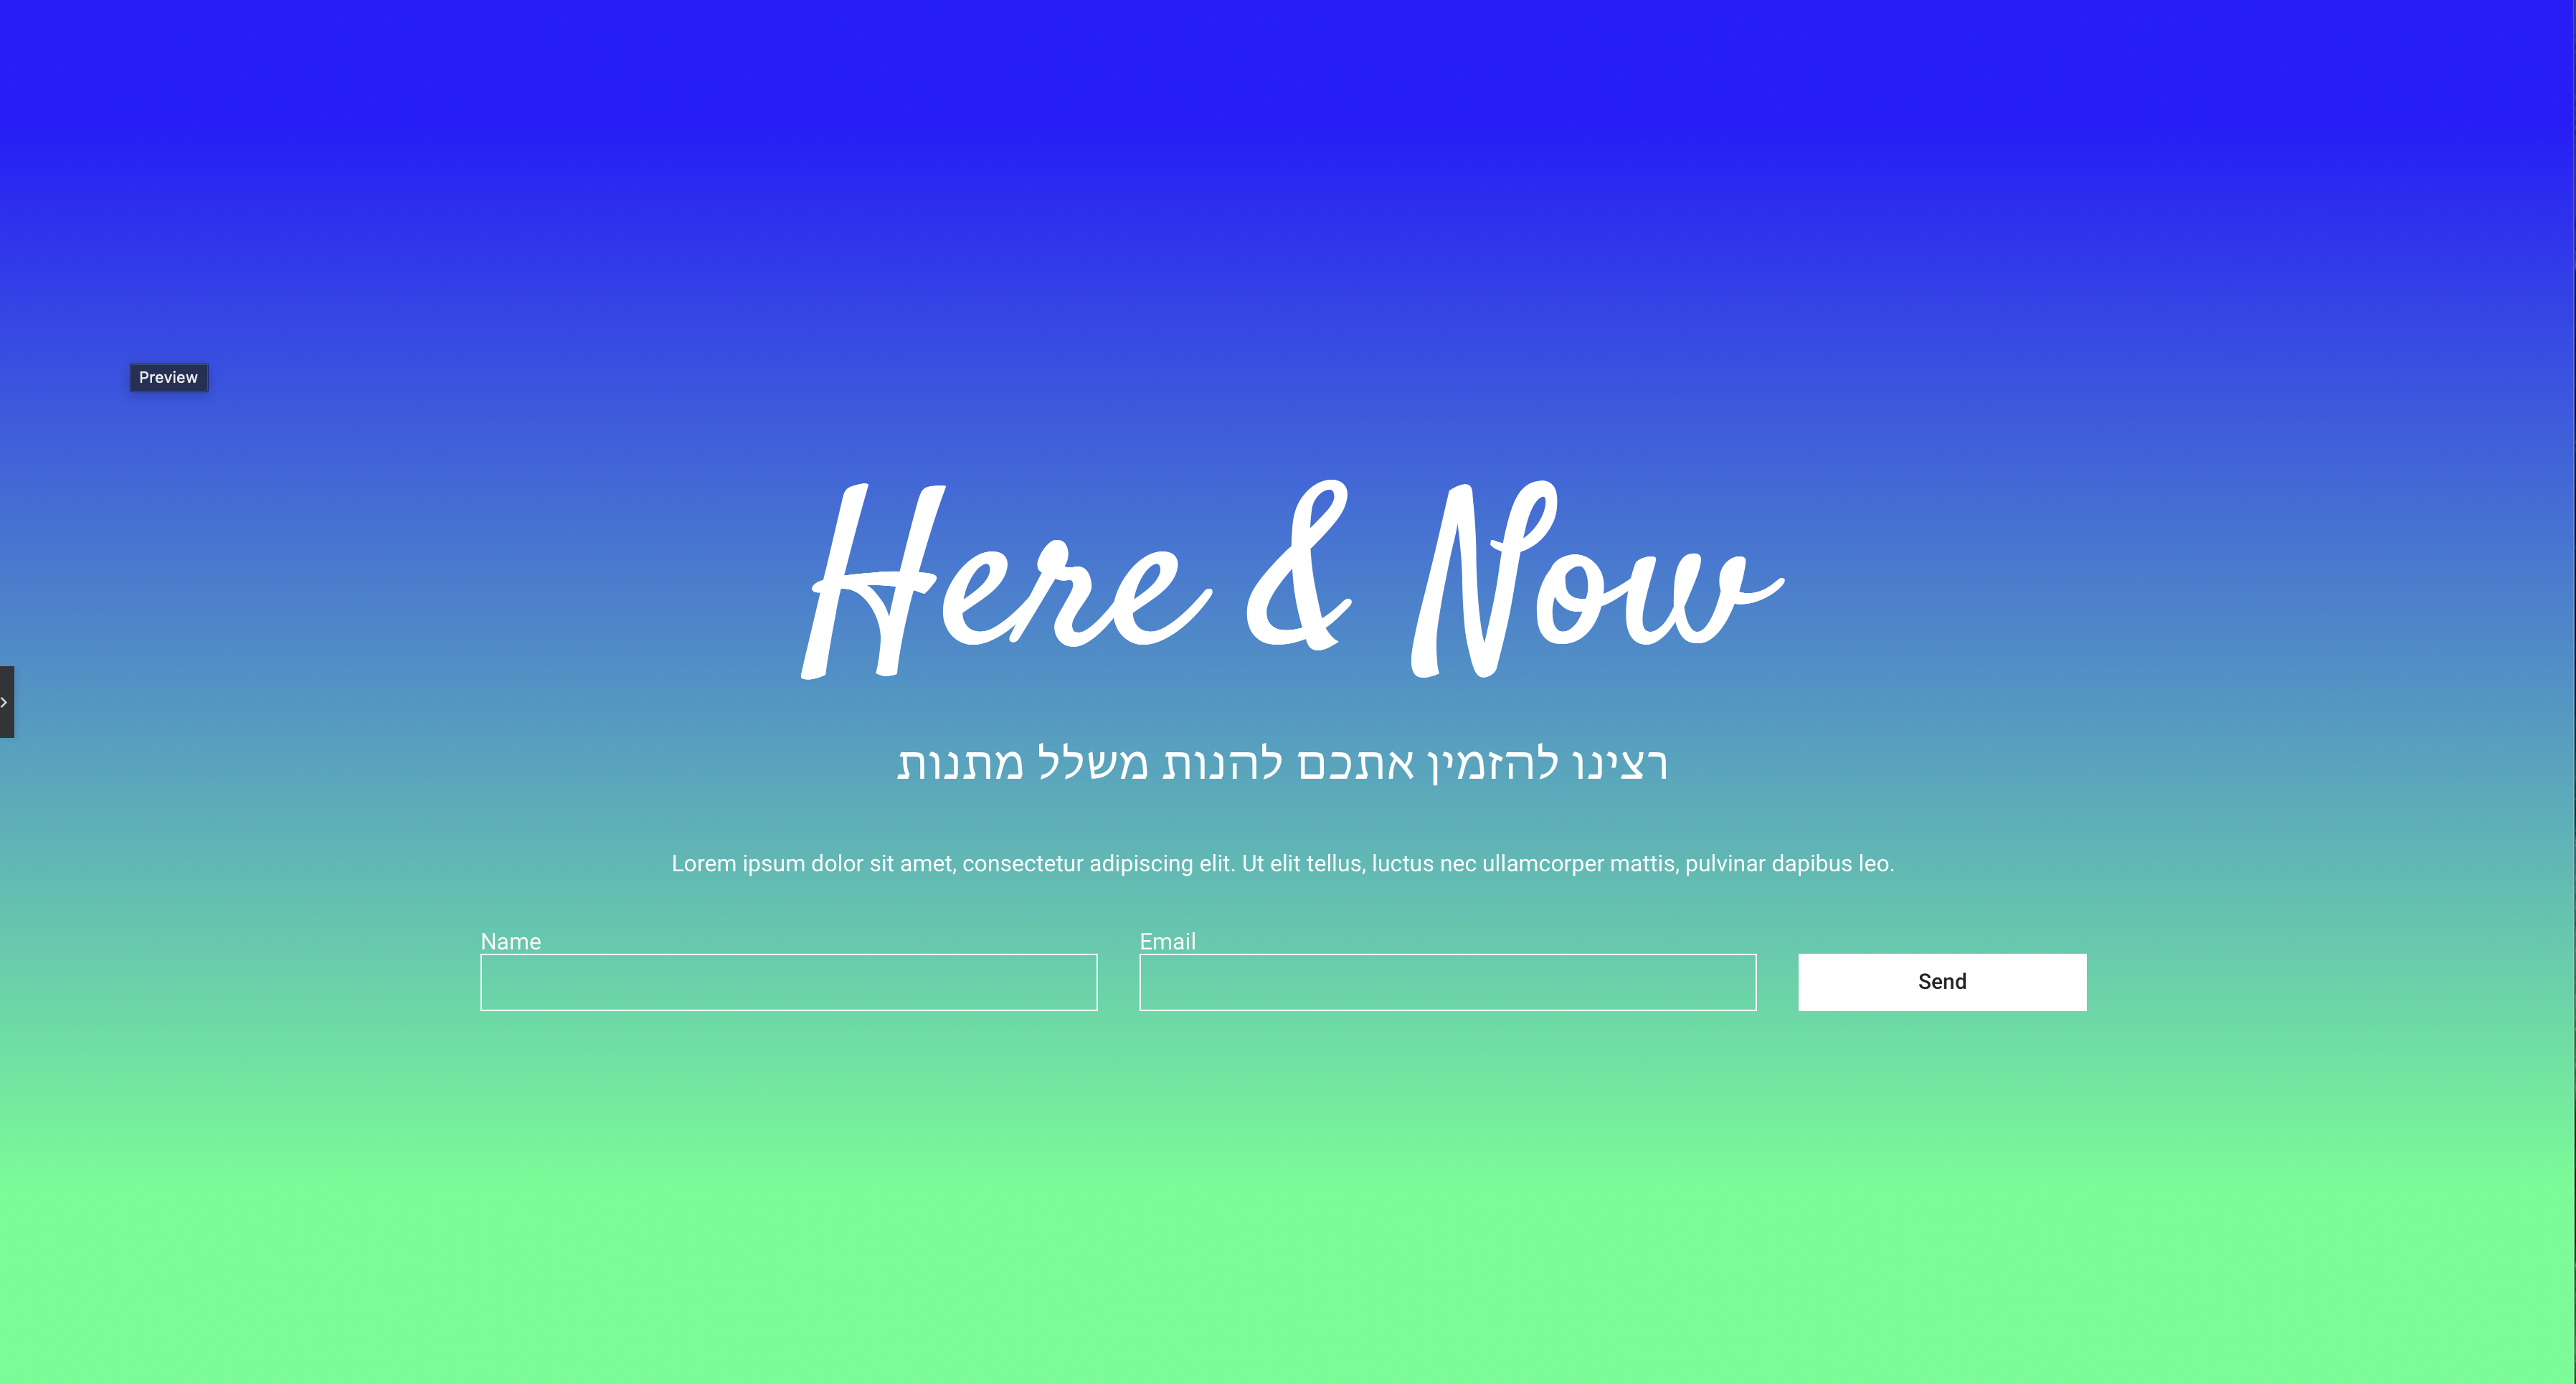 Preview
Here & Now
רצינו להזמין אתכם להנות משלל מתנות
Lorem ipsum dolor sit amet, consectetur adipiscing elit. Ut elit tellus, luctus nec ullamcorper mattis, pulvinar dapibus leo.
Name
Email
Send